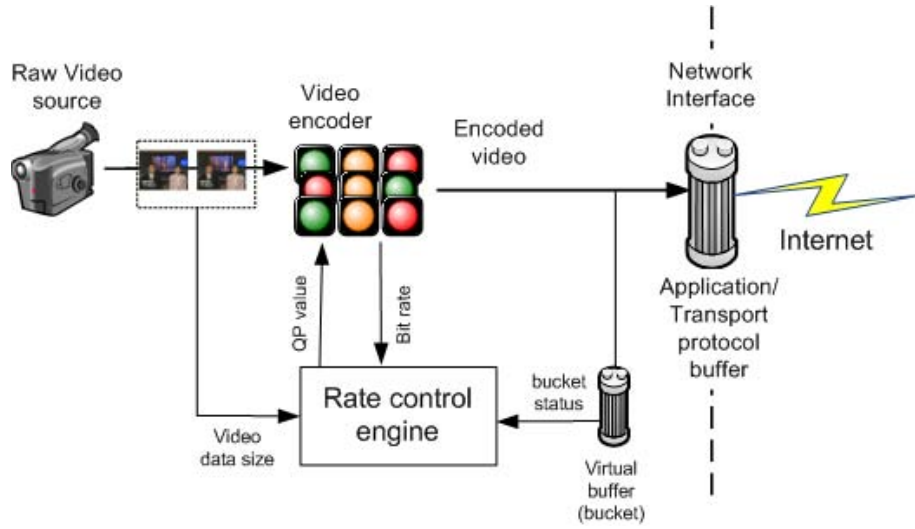 Raw Video
source
Video
encoder
Encoded
video
Network
Interface
Internet
Application/
Transport
protocol
buffer
QP value
Bit rate
Rate control
engine
bucket
status
Video
data size
Virtual
buffer
(bucket)